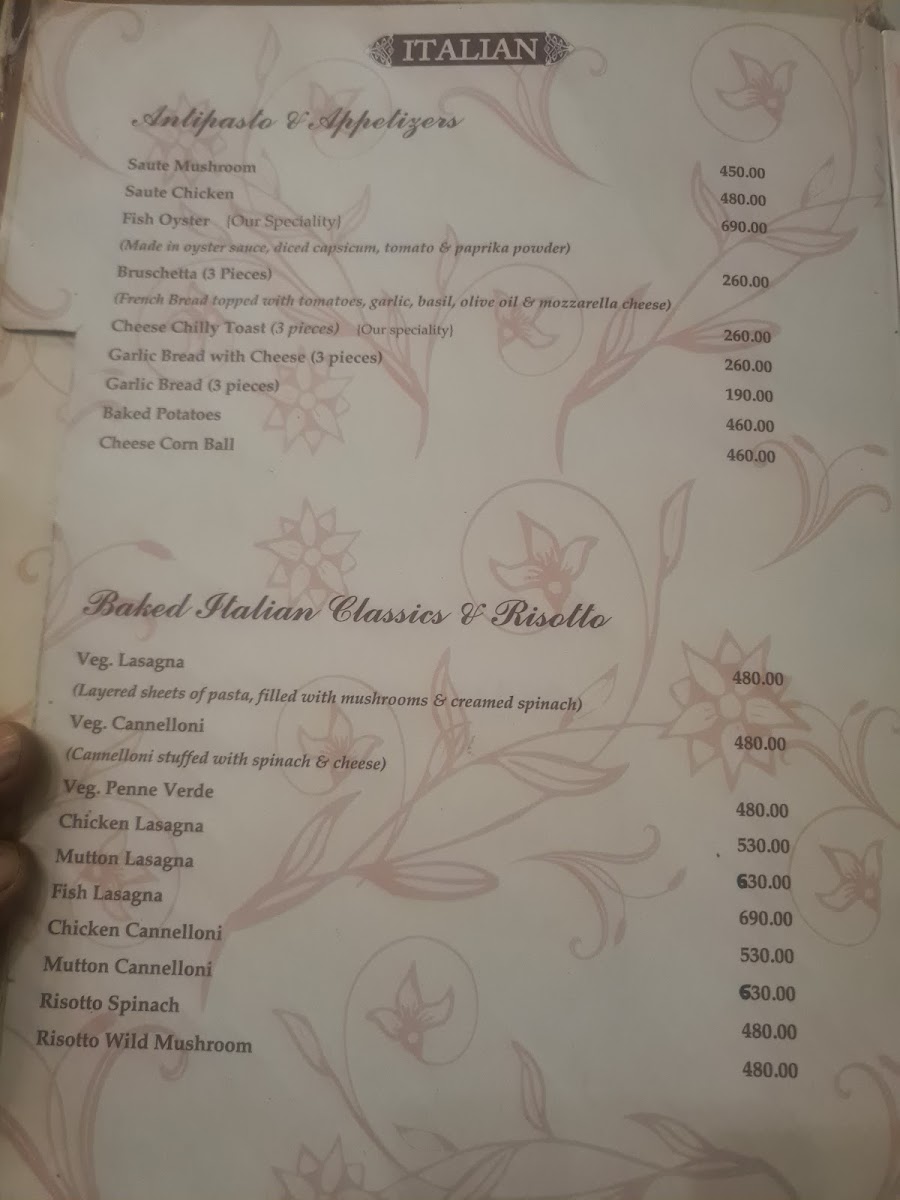 ITALIAN
Antipasto & Appetizers
Saute Mushroom 450.00
Saute Chicken 480.00
Fish Oyster {Our Speciality} 690.00
(Made in oyster sauce, diced capsicum, tomato & paprika powder)
Bruschetta (3 Pieces) 260.00
(French Bread topped with tomatoes, garlic, basil, olive oil & mozzarella cheese)
Cheese Chilly Toast (3 pieces) {Our speciality} 260.00
Garlic Bread with Cheese (3 pieces) 260.00
Garlic Bread (3 pieces) 190.00
Baked Potatoes 460.00
Cheese Corn Ball 460.00
Baked Italian Classics & Risotto
Veg. Lasagna 480.00
(Layered sheets of pasta, filled with mushrooms & creamed spinach)
Veg. Cannelloni 480.00
(Cannelloni stuffed with spinach & cheese)
Veg. Penne Verde 480.00
Chicken Lasagna 530.00
Mutton Lasagna 630.00
Fish Lasagna 690.00
Chicken Cannelloni 530.00
Mutton Cannelloni 630.00
Risotto Spinach 480.00
Risotto Wild Mushroom 480.00